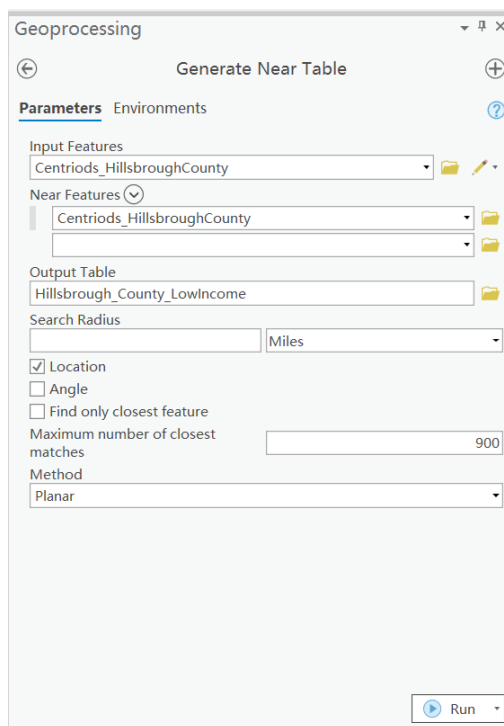 Geoprocessing
Generate Near Table
Parameters Environments
Input Features
Centriods_HillsbroughCounty
Near Features
Centriods_HillsbroughCounty
Output Table
Hillsbrough_County_LowIncome
Search Radius
Miles
Location
Angle
Find only closest feature
Maximum number of closest
matches
900
Method
Planar
Run